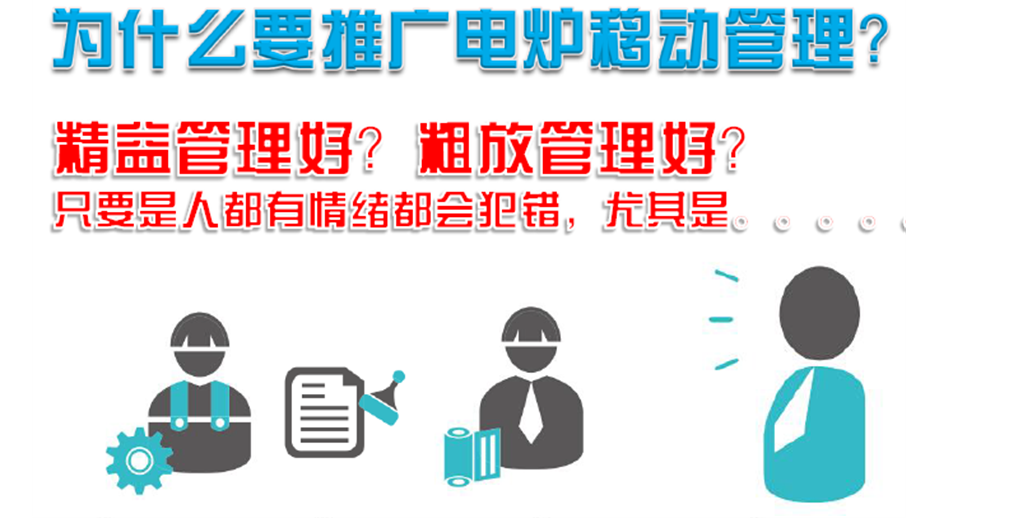 为什么要推广电炉移动管理?
精益管理好? 粗放管理好?
只要是人都有情绪都会犯错，尤其是。。。。。